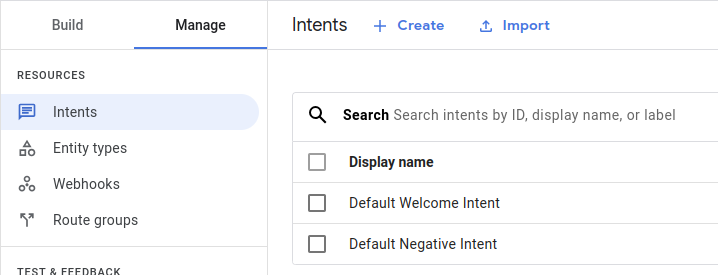 Build
Manage
RESOURCES
Intents
Entity types
Webhooks
Route groups
TEST & FEEDBACK
Intents
Create
Import
Search Search intents by ID, display name, or label
Display name
Default Welcome Intent
Default Negative Intent